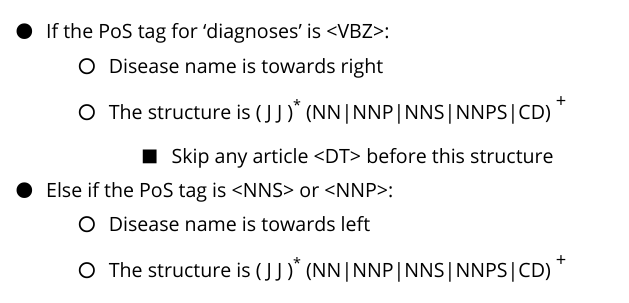 ● If the PoS tag for ‘diagnoses’ is <VBZ>:
○ Disease name is towards right
○ The structure is (JJ)* (NN|NNP|NNS|NNPS|CD) +
■ Skip any article <DT> before this structure
● Else if the PoS tag is <NNS> or <NNP>:
○ Disease name is towards left
○ The structure is (JJ)* (NN|NNP|NNS|NNPS|CD) +